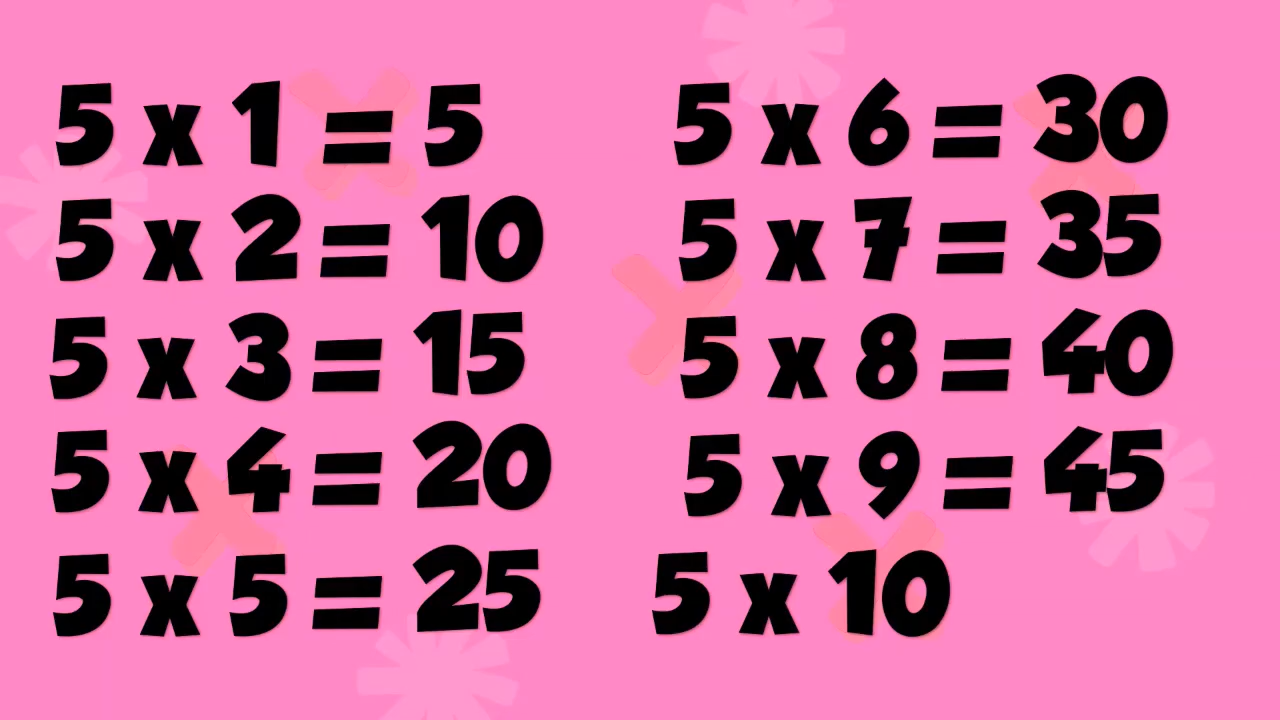 5 x 1 = 5
5 x 2 = 10
5 x 3 = 15
5 x 4 = 20
5 x 5 = 25
5 x 6 = 30
5 x 7 = 35
5 x 8 = 40
5 x 9 = 45
5 x 10